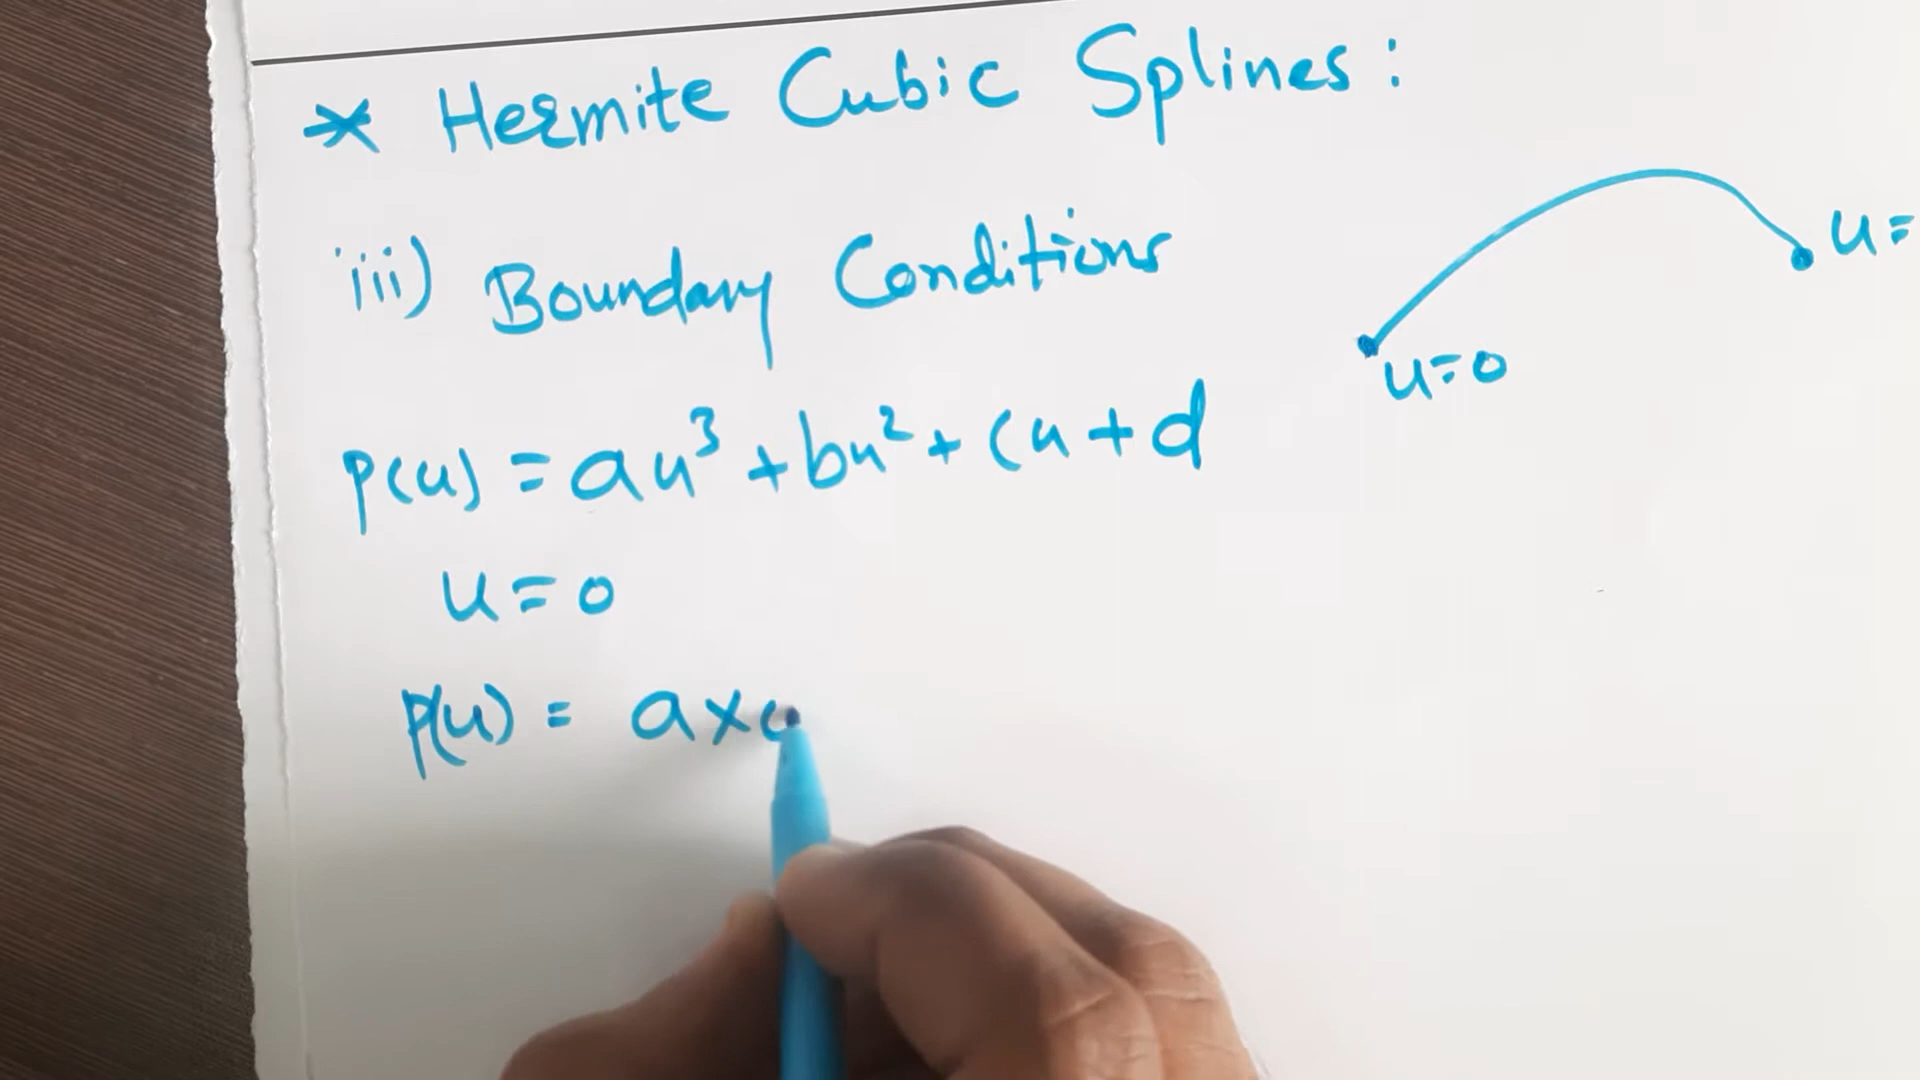 * Hermite Cubic Splines:
iii) Boundary Conditions
u=
u=0
p(u) = au³ + bu² + cu + d
u = 0
p(u) = a×